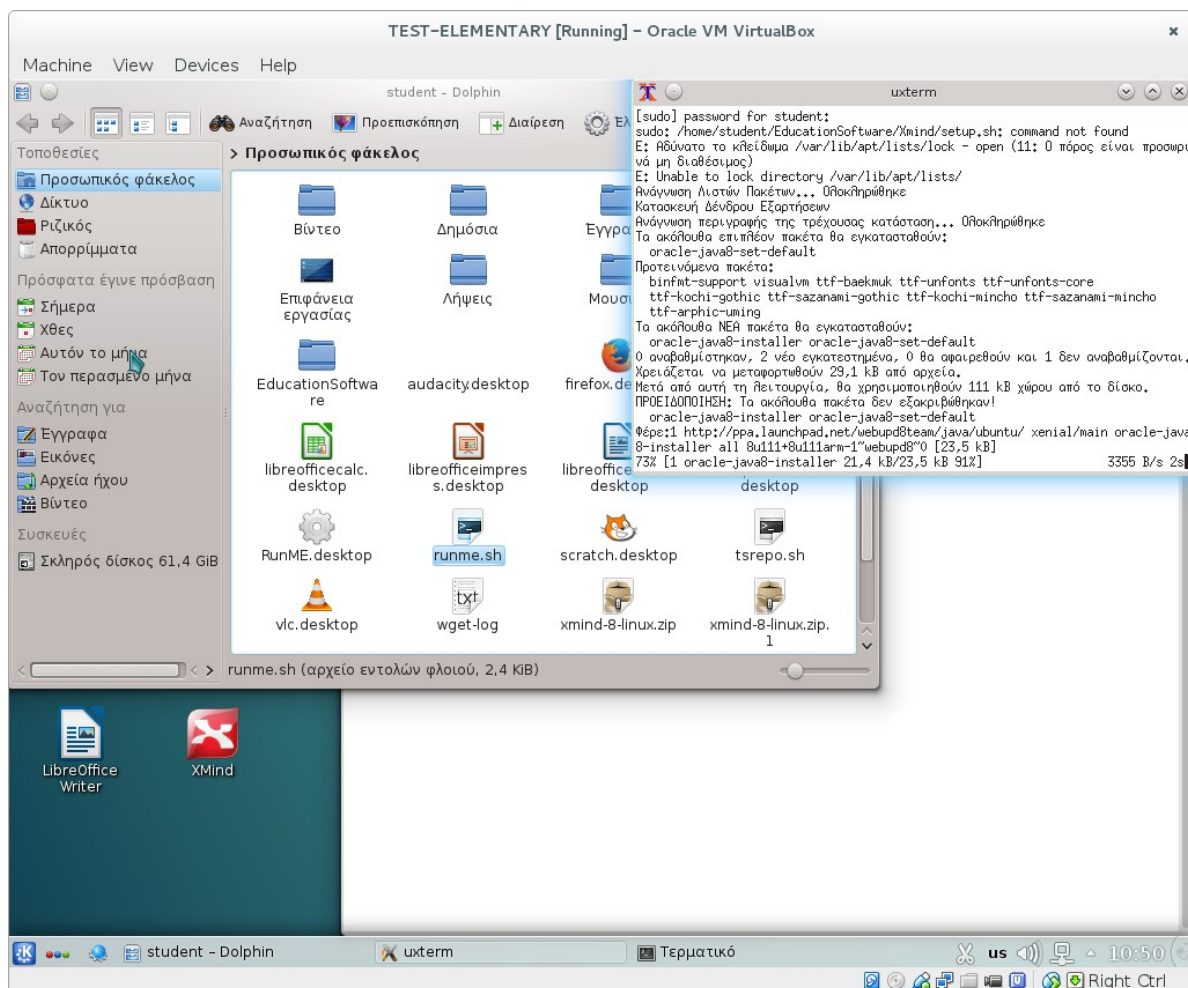 TEST-ELEMENTARY [Running] - Oracle VM VirtualBox
Machine View Devices Help
student - Dolphin
Αναζήτηση Προεπισκόπηση Διαίρεση Έλ
Τοποθεσίες
Προσωπικός φάκελος
Δίκτυο
Ριζικός
Απορρίμματα
Πρόσφατα έγινε πρόσβαση
Σήμερα
Χθες
Αυτόν το μήνα
Τον περασμένο μήνα
Αναζήτηση για
Έγγραφα
Εικόνες
Αρχεία ήχου
Βίντεο
Συσκευές
Σκληρός δίσκος 61,4 GiB
> Προσωπικός φάκελος
Βίντεο
Δημόσια
Έγγρα
Επιφάνεια
εργασίας
Λήψεις
Μουσι
EducationSoftwa
re
audacity.desktop
firefox.de
libreofficecalc.
desktop
libreofficeimpres
s.desktop
libreoffice
desktop
desktop
RunME.desktop
runme.sh
scratch.desktop
tsrepo.sh
vlc.desktop
wget-log
xmind-8-linux.zip
xmind-8-linux.zip.
1
runme.sh (αρχείο εντολών φλοιού, 2,4 KiB)
uxterm
[sudo] password for student:
sudo: /home/student/EducationSoftware/Xmind/setup.sh: command not found
E: Αδύνατο το κλείδωμα /var/lib/apt/lists/lock - open (11: Ο πόρος είναι προσωρι
νά μη διαθέσιμος)
E: Unable to lock directory /var/lib/apt/lists/
Ανάγνωση Λιστών Πακέτων... Ολοκληρώθηκε
Κατασκευή Δένδρου Εξαρτήσεων
Ανάγνωση περιγραφής της τρέχουσας κατάσταση... Ολοκληρώθηκε
Τα ακόλουθα επιπλέον πακέτα θα εγκατασταθούν:
oracle-java8-set-default
Προτεινόμενα πακέτα:
binfmt-support visualvm ttf-baekmuk ttf-unfonts ttf-unfonts-core
ttf-kochi-gothic ttf-sazanami-gothic ttf-kochi-mincho ttf-sazanami-mincho
ttf-arphic-uming
Τα ακόλουθα ΝΕΑ πακέτα θα εγκατασταθούν:
oracle-java8-installer oracle-java8-set-default
0 αναβαθμίστηκαν, 2 νέο εγκατεστημένα, 0 θα αφαιρεθούν και 1 δεν αναβαθμίζονται.
Χρειάζεται να μεταφορτωθούν 29,1 kB από αρχεία.
Μετά από αυτή τη λειτουργία, θα χρησιμοποιηθούν 111 kB χώρου από το δίσκο.
ΠΡΟΕΙΔΟΠΟΙΗΣΗ: Τα ακόλουθα πακέτα δεν εξακριβώθηκαν!
oracle-java8-installer oracle-java8-set-default
Φέρε:1 http://ppa.launchpad.net/webupd8team/java/ubuntu/ xenial/main oracle-java
8-installer all 8u111+8u111arm-1~webupd8~0 [23,5 kB]
73% [1 oracle-java8-installer 21,4 kB/23,5 kB 91%] 3355 B/s 2s
LibreOffice
Writer
XMind
student - Dolphin
uxterm
Τερματικό
us
10:50
Right Ctrl